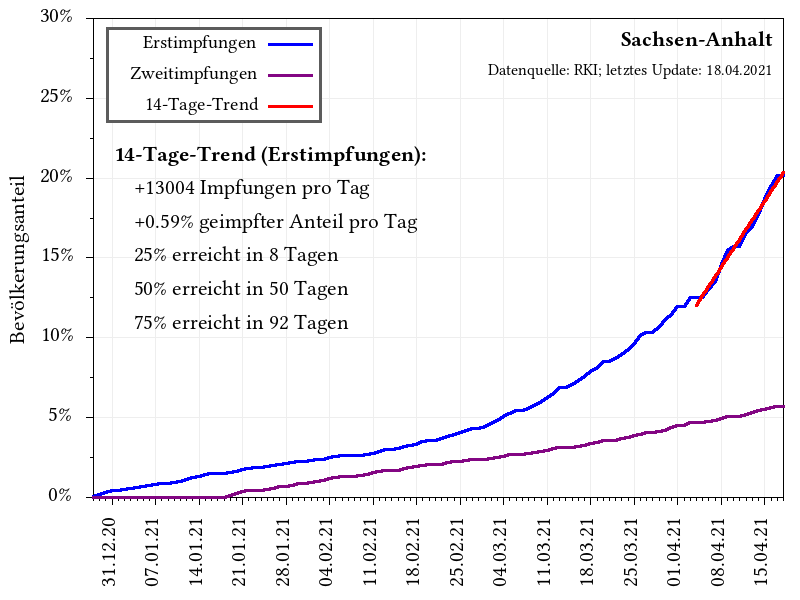 30%
25%
20%
15%
10%
5%
0%
Bevölkerungsanteil
Erstimpfungen
Zweitimpfungen
14-Tage-Trend
Sachsen-Anhalt
Datenquelle: RKI; letztes Update: 18.04.2021
14-Tage-Trend (Erstimpfungen):
+13004 Impfungen pro Tag
+0.59% geimpfter Anteil pro Tag
25% erreicht in 8 Tagen
50% erreicht in 50 Tagen
75% erreicht in 92 Tagen
31.12.20
07.01.21
14.01.21
21.01.21
28.01.21
04.02.21
11.02.21
18.02.21
25.02.21
04.03.21
11.03.21
18.03.21
25.03.21
01.04.21
08.04.21
15.04.21